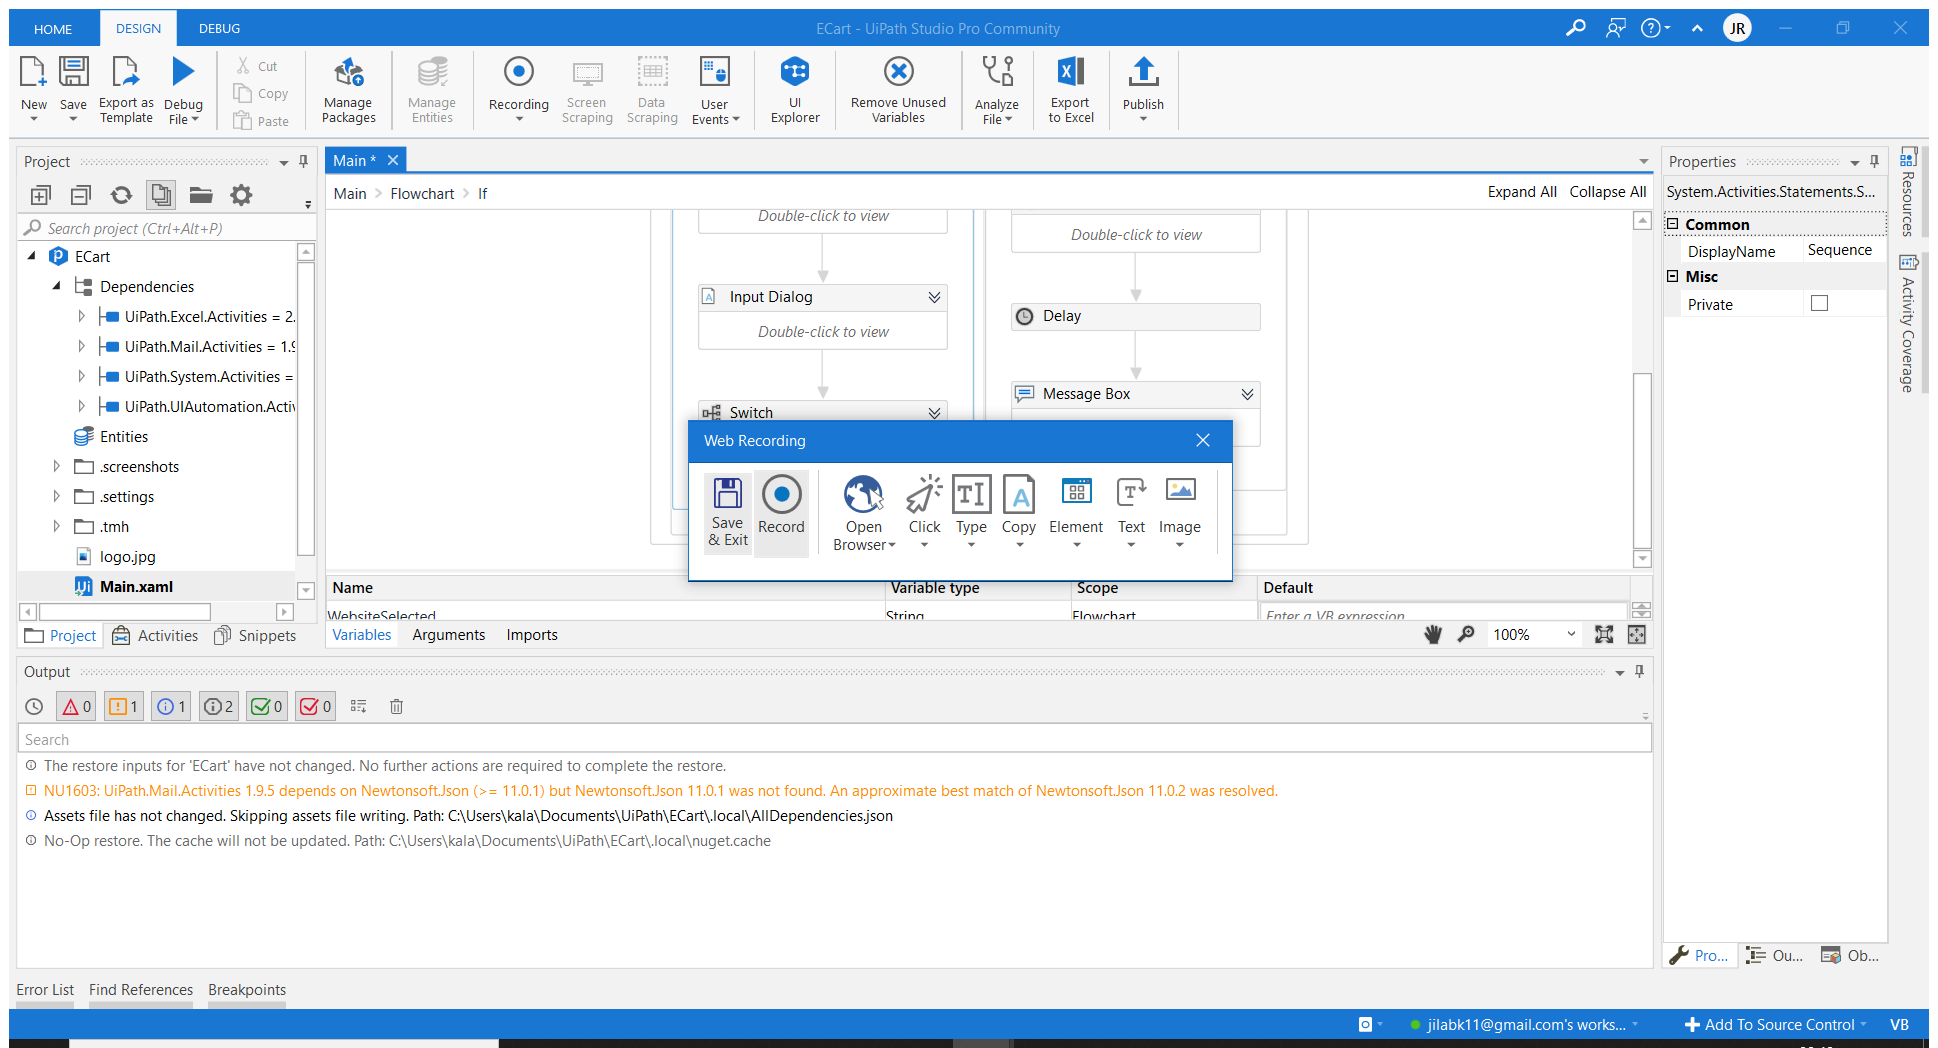 HOME DESIGN DEBUG ECart - UiPath Studio Pro Community JR
New Save Export as Template Debug File Cut Copy Paste Manage Packages Manage Entities Recording Screen Scraping Data Scraping User Events UI Explorer Remove Unused Variables Analyze File Export to Excel Publish
Project
Search project (Ctrl+Alt+P)
ECart
Dependencies
UiPath.Excel.Activities = 2.
UiPath.Mail.Activities = 1.9
UiPath.System.Activities =
UiPath.UIAutomation.Activ
Entities
.screenshots
.settings
.tmh
logo.jpg
Main.xaml
Project Activities Snippets
Main *
Main > Flowchart > If Expand All Collapse All
Double-click to view
Double-click to view
Input Dialog
Double-click to view
Delay
Message Box
Switch
Web Recording
Save & Exit Record Open Browser Click Type Copy Element Text Image
Name Variable type Scope Default
WebsiteSelected String Flowchart Enter a VB expression
Variables Arguments Imports 100%
Properties
System.Activities.Statements.S...
Common
DisplayName Sequence
Misc
Private
Resources
Activity Coverage
Pro... Ou... Ob...
Output
0 1 1 2 0 0
Search
The restore inputs for 'ECart' have not changed. No further actions are required to complete the restore.
NU1603: UiPath.Mail.Activities 1.9.5 depends on Newtonsoft.Json (>= 11.0.1) but Newtonsoft.Json 11.0.1 was not found. An approximate best match of Newtonsoft.Json 11.0.2 was resolved.
Assets file has not changed. Skipping assets file writing. Path: C:\Users\kala\Documents\UiPath\ECart\.local\AllDependencies.json
No-Op restore. The cache will not be updated. Path: C:\Users\kala\Documents\UiPath\ECart\.local\nuget.cache
Error List Find References Breakpoints
jilabk11@gmail.com's works... Add To Source Control VB